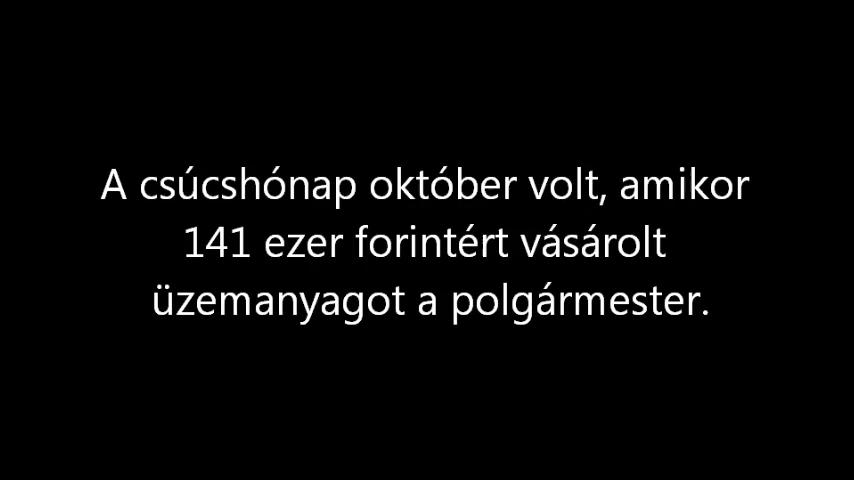 A csúcshónap október volt, amikor
141 ezer forintért vásárolt
üzemanyagot a polgármester.